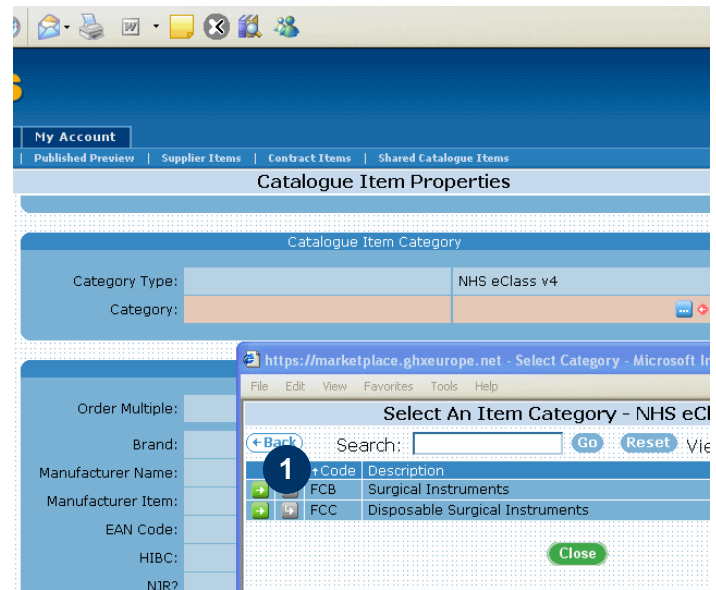 s
My Account
| Published Preview | Supplier Items | Contract Items | Shared Catalogue Items
Catalogue Item Properties
Catalogue Item Category
Category Type: NHS eClass v4
Category: ...
https://marketplace.ghxeurope.net - Select Category - Microsoft In
File Edit View Favorites Tools Help
Order Multiple:
Select An Item Category - NHS eCl
Brand:
Back Search: Go Reset Vie
1
Code Description
Manufacturer Name:
FCB Surgical Instruments
Manufacturer Item:
FCC Disposable Surgical Instruments
EAN Code:
HIBC:
Close
NIR?